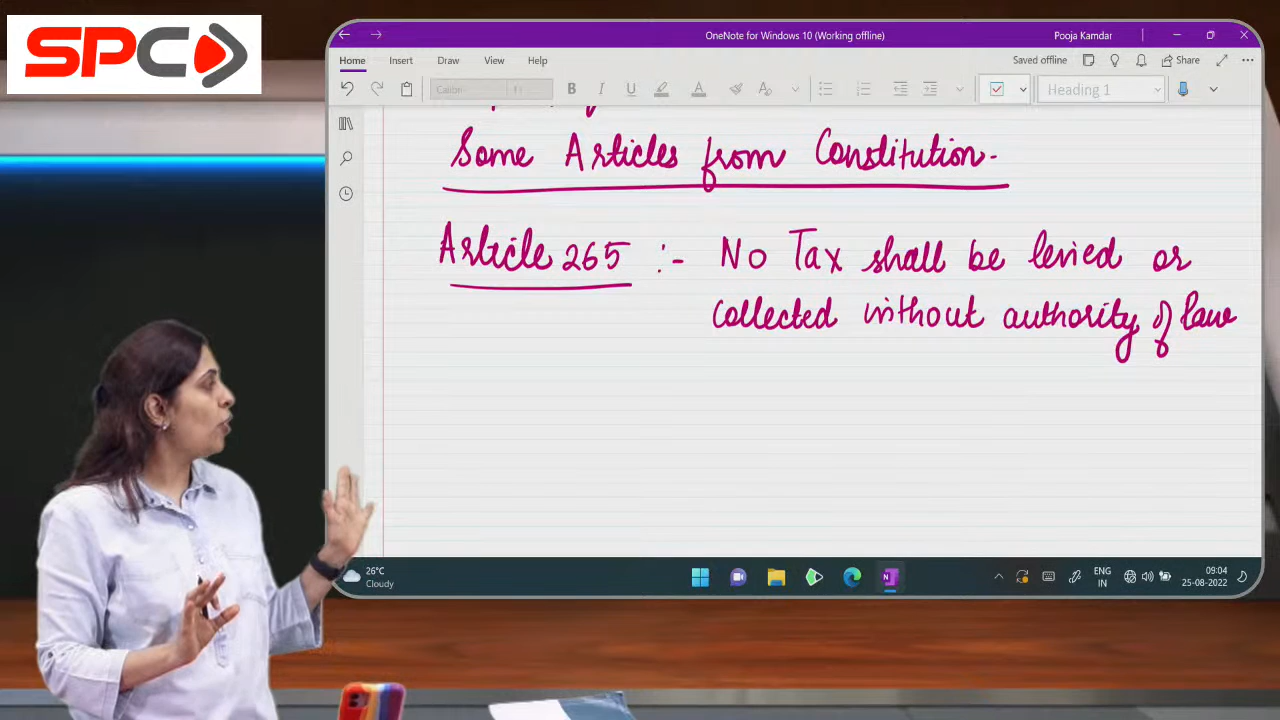 SPC
OneNote for Windows 10 (Working offline)
Pooja Kamdar
Home Insert Draw View Help
Saved offline
Share
Calibri 11
B I U A
Heading 1
Some Articles from Constitution-
Article 265 :- No Tax shall be levied or
collected without authority of law
26°C
Cloudy
ENG
IN
09:04
25-08-2022